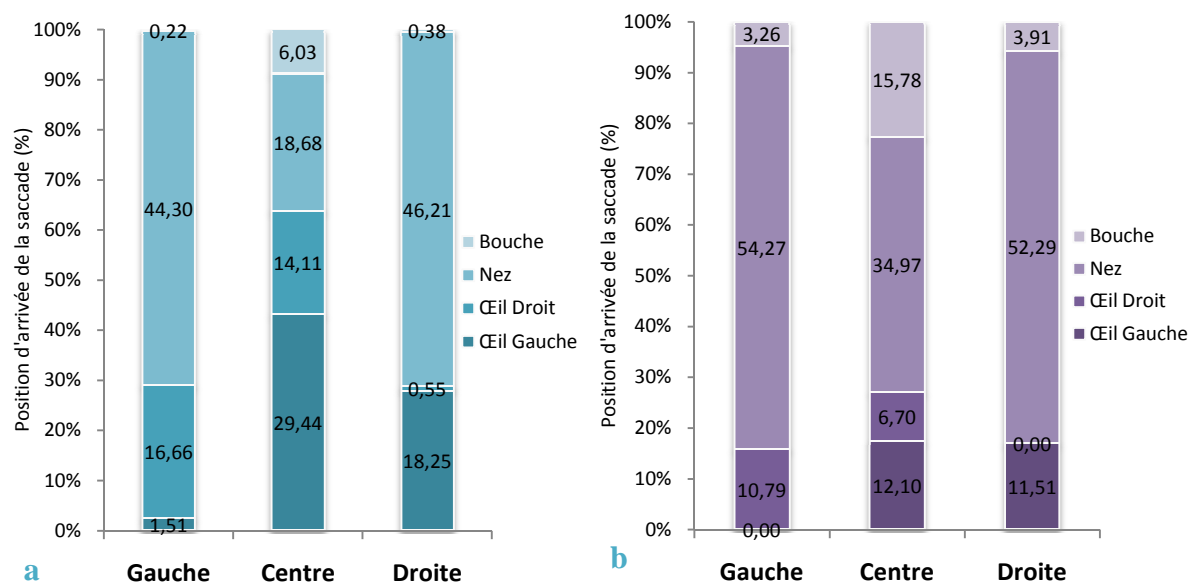 Position d'arrivée de la saccade (%)
100%
90%
80%
70%
60%
50%
40%
30%
20%
10%
0%
0,22
44,30
16,66
1,51
6,03
18,68
14,11
29,44
0,38
46,21
0,55
18,25
Bouche
Nez
Œil Droit
Œil Gauche
a
Gauche
Centre
Droite
Position d'arrivée de la saccade (%)
100%
90%
80%
70%
60%
50%
40%
30%
20%
10%
0%
3,26
54,27
10,79
0,00
15,78
34,97
6,70
12,10
3,91
52,29
0,00
11,51
Bouche
Nez
Œil Droit
Œil Gauche
b
Gauche
Centre
Droite